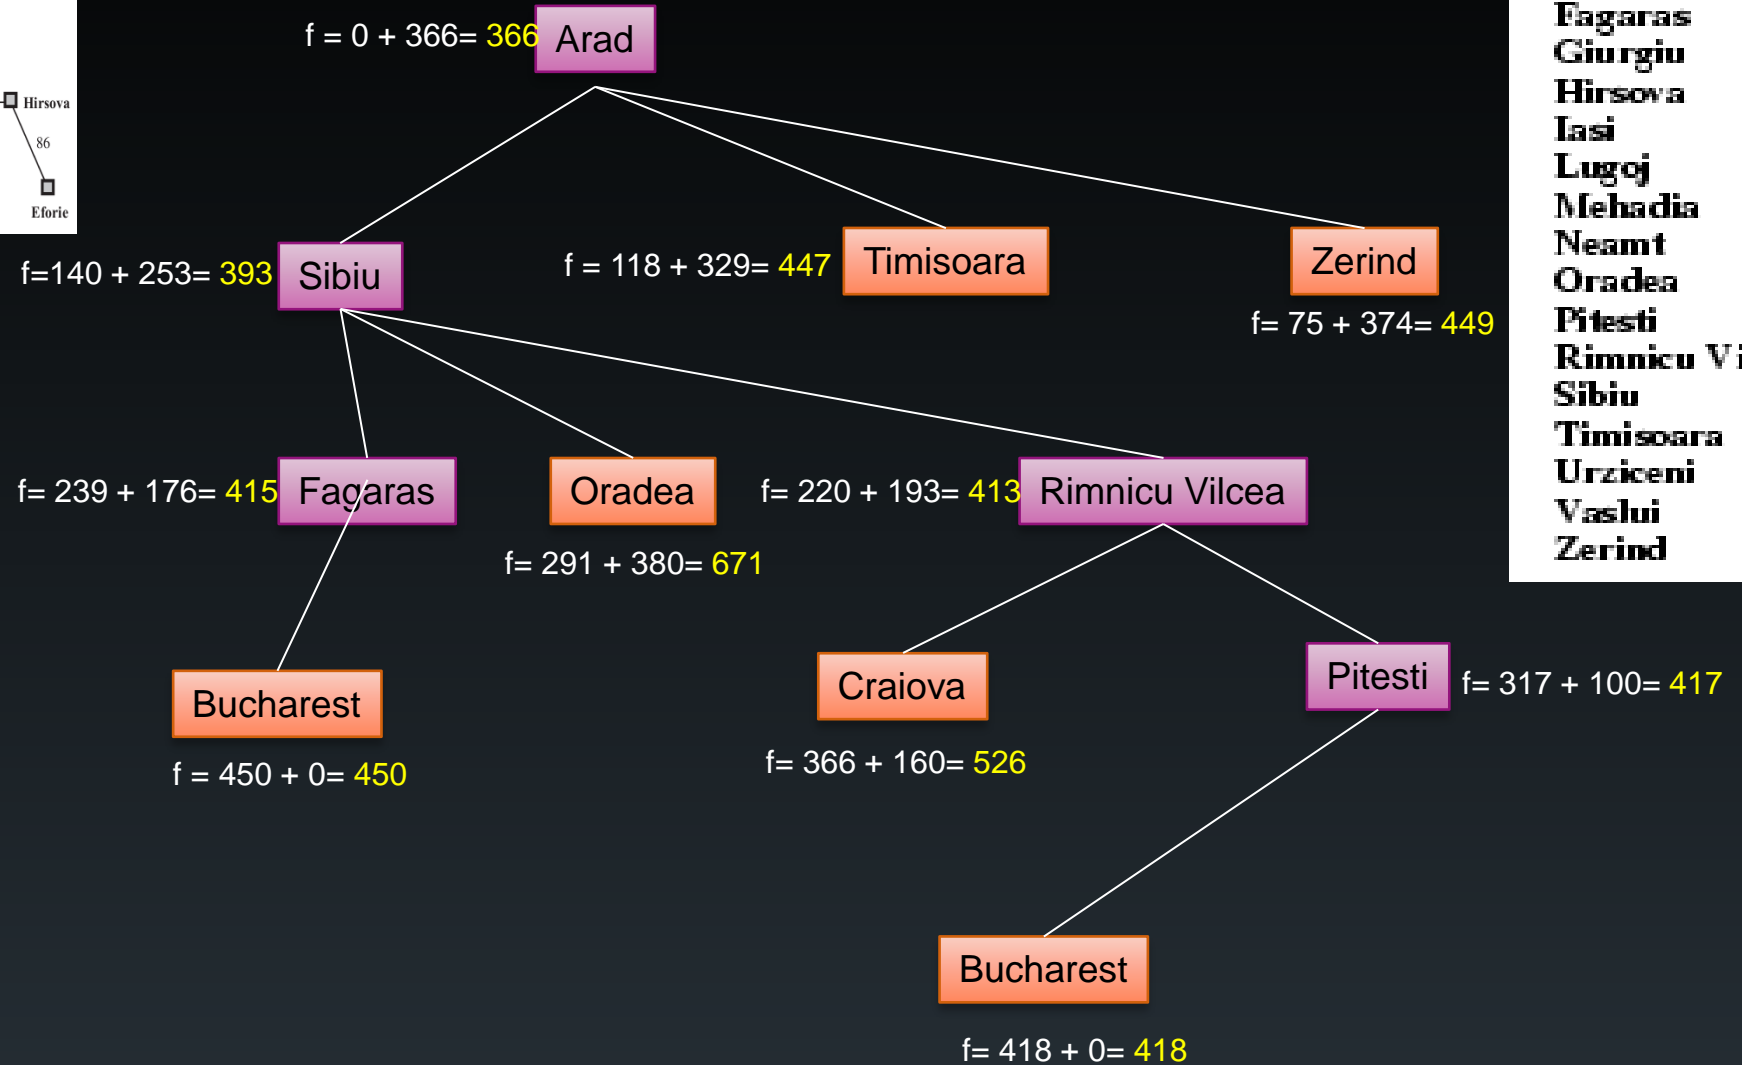 f = 0 + 366= 366 Arad
Hirsova
86
Eforie
f=140 + 253= 393 Sibiu
f = 118 + 329= 447 Timisoara
Zerind
f= 75 + 374= 449
f= 239 + 176= 415 Fagaras
Oradea
f= 291 + 380= 671
f= 220 + 193= 413 Rimnicu Vilcea
Bucharest
f = 450 + 0= 450
Craiova
f= 366 + 160= 526
Pitesti f= 317 + 100= 417
Bucharest
f= 418 + 0= 418
Fagaras
Giurgiu
Hirsova
Iasi
Lugoj
Mehadia
Neamt
Oradea
Pitesti
Rimnicu Vi
Sibiu
Timisoara
Urziceni
Vaslui
Zerind